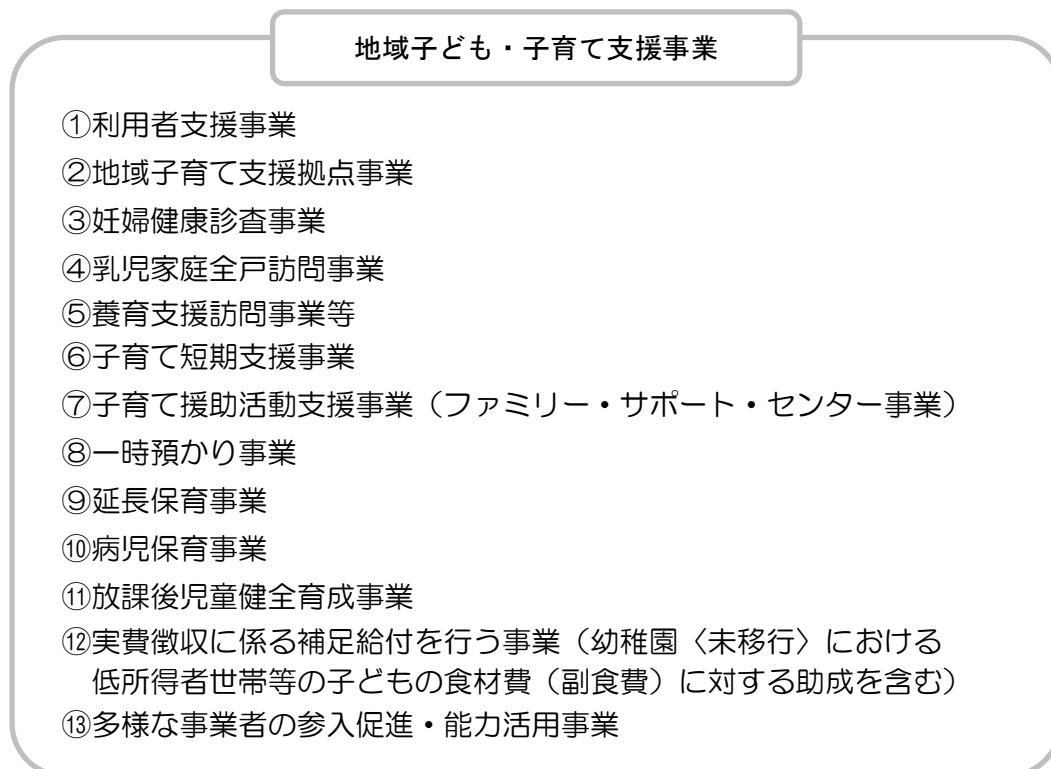 地域子ども・子育て支援事業
①利用者支援事業
②地域子育て支援拠点事業
③妊婦健康診査事業
④乳児家庭全戸訪問事業
⑤養育支援訪問事業等
⑥子育て短期支援事業
⑦子育て援助活動支援事業（ファミリー・サポート・センター事業）
⑧一時預かり事業
⑨延長保育事業
⑩病児保育事業
⑪放課後児童健全育成事業
⑫実費徴収に係る補足給付を行う事業（幼稚園〈未移行〉における
低所得者世帯等の子どもの食材費（副食費）に対する助成を含む）
⑬多様な事業者の参入促進・能力活用事業